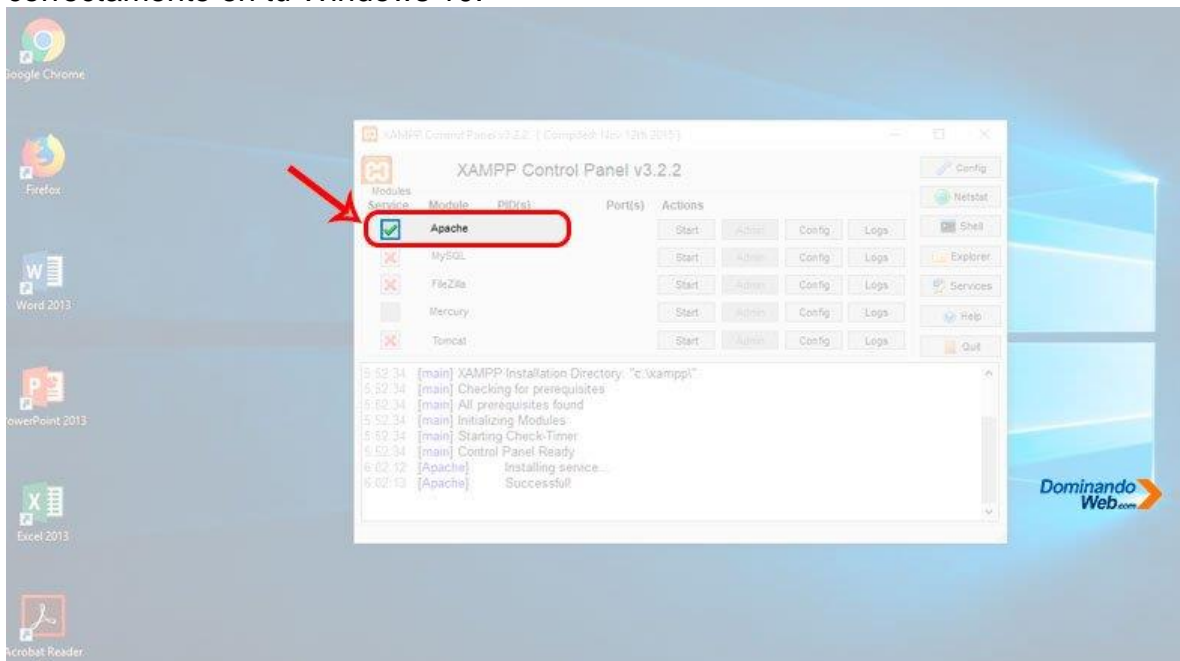 correctamente en tu Windows 10.
Google Chrome
Firefox
Word 2013
PowerPoint 2013
Excel 2013
Acrobat Reader
XAMPP Control Panel v3.2.2 [ Compiled: Nov 12th 2015 ]
XAMPP Control Panel v3.2.2
Modules
Service Module PID(s) Port(s) Actions
Apache Start Admin Config Logs
MySQL Start Admin Config Logs
FileZilla Start Admin Config Logs
Mercury Start Admin Config Logs
Tomcat Start Admin Config Logs
Config
Netstat
Shell
Explorer
Services
Help
Quit
5:52:34 [main] XAMPP Installation Directory: "c:\xampp\"
5:52:34 [main] Checking for prerequisites
5:52:34 [main] All prerequisites found
5:52:34 [main] Initializing Modules
5:52:34 [main] Starting Check-Timer
5:52:34 [main] Control Panel Ready
6:02:12 [Apache] Installing service...
6:02:13 [Apache] Successful!
Dominando
Web.com